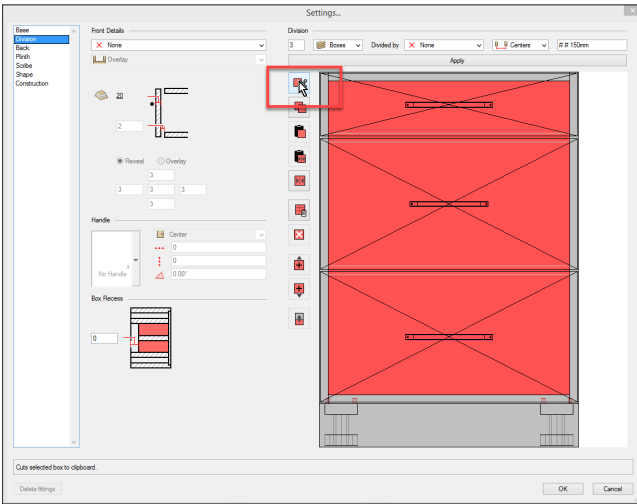 Settings...
Base
Division
Back
Plinth
Scribe
Shape
Construction
Front Details
None
Overlay
20
2
Reveal Overlay
3
3 3 3
3
Handle
No Handle
Center
0
0
0.00°
Box Recess
0
Division
3 Boxes Divided by None Centers # # 150mm
Apply
Cuts selected box to clipboard.
Delete fittings
OK Cancel